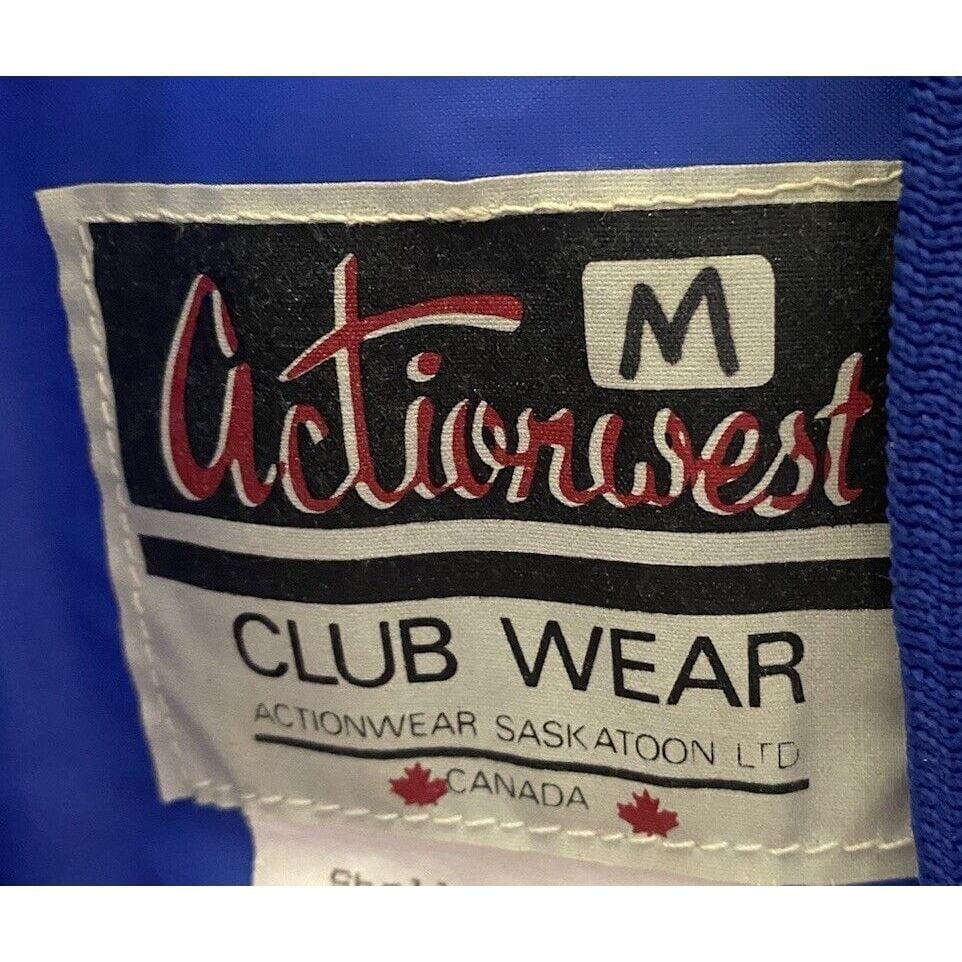 M
Actionwest
CLUB WEAR
ACTIONWEAR SASKATOON LTD
CANADA